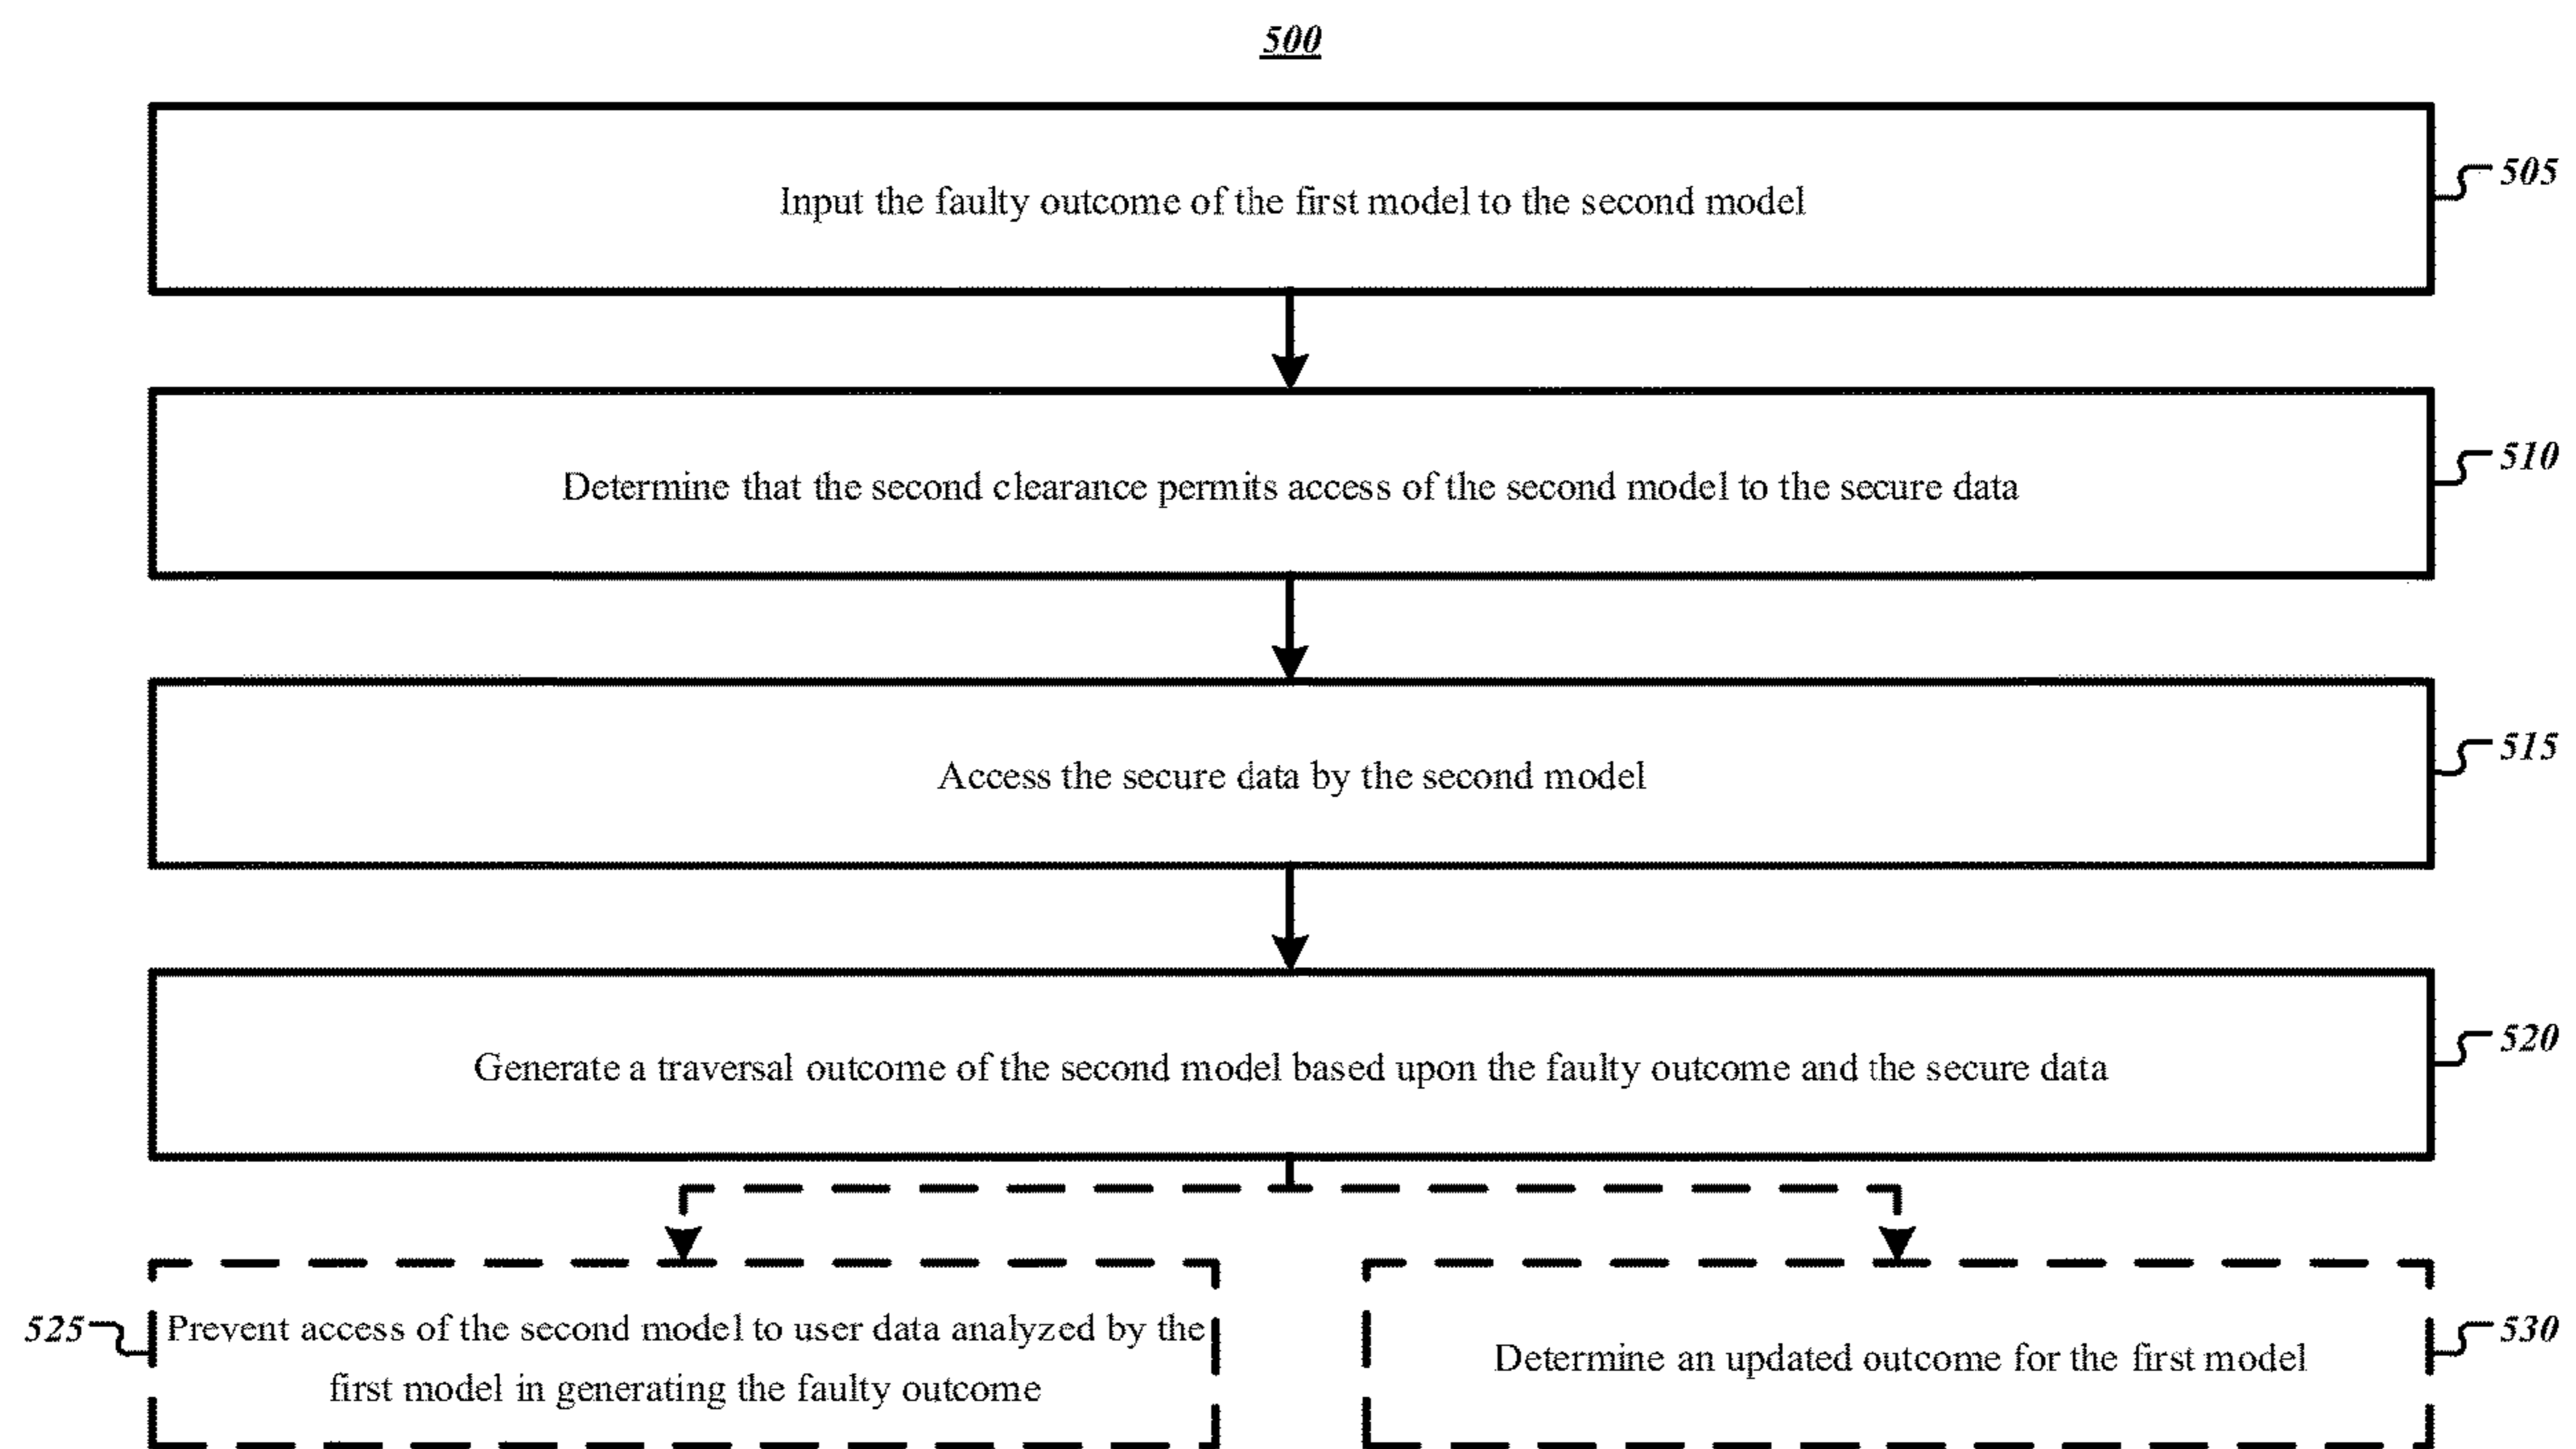 500
Input the faulty outcome of the first model to the second model
505
Determine that the second clearance permits access of the second model to the secure data
510
Access the secure data by the second model
515
Generate a traversal outcome of the second model based upon the faulty outcome and the secure data
520
525
Prevent access of the second model to user data analyzed by the
first model in generating the faulty outcome
Determine an updated outcome for the first model
530